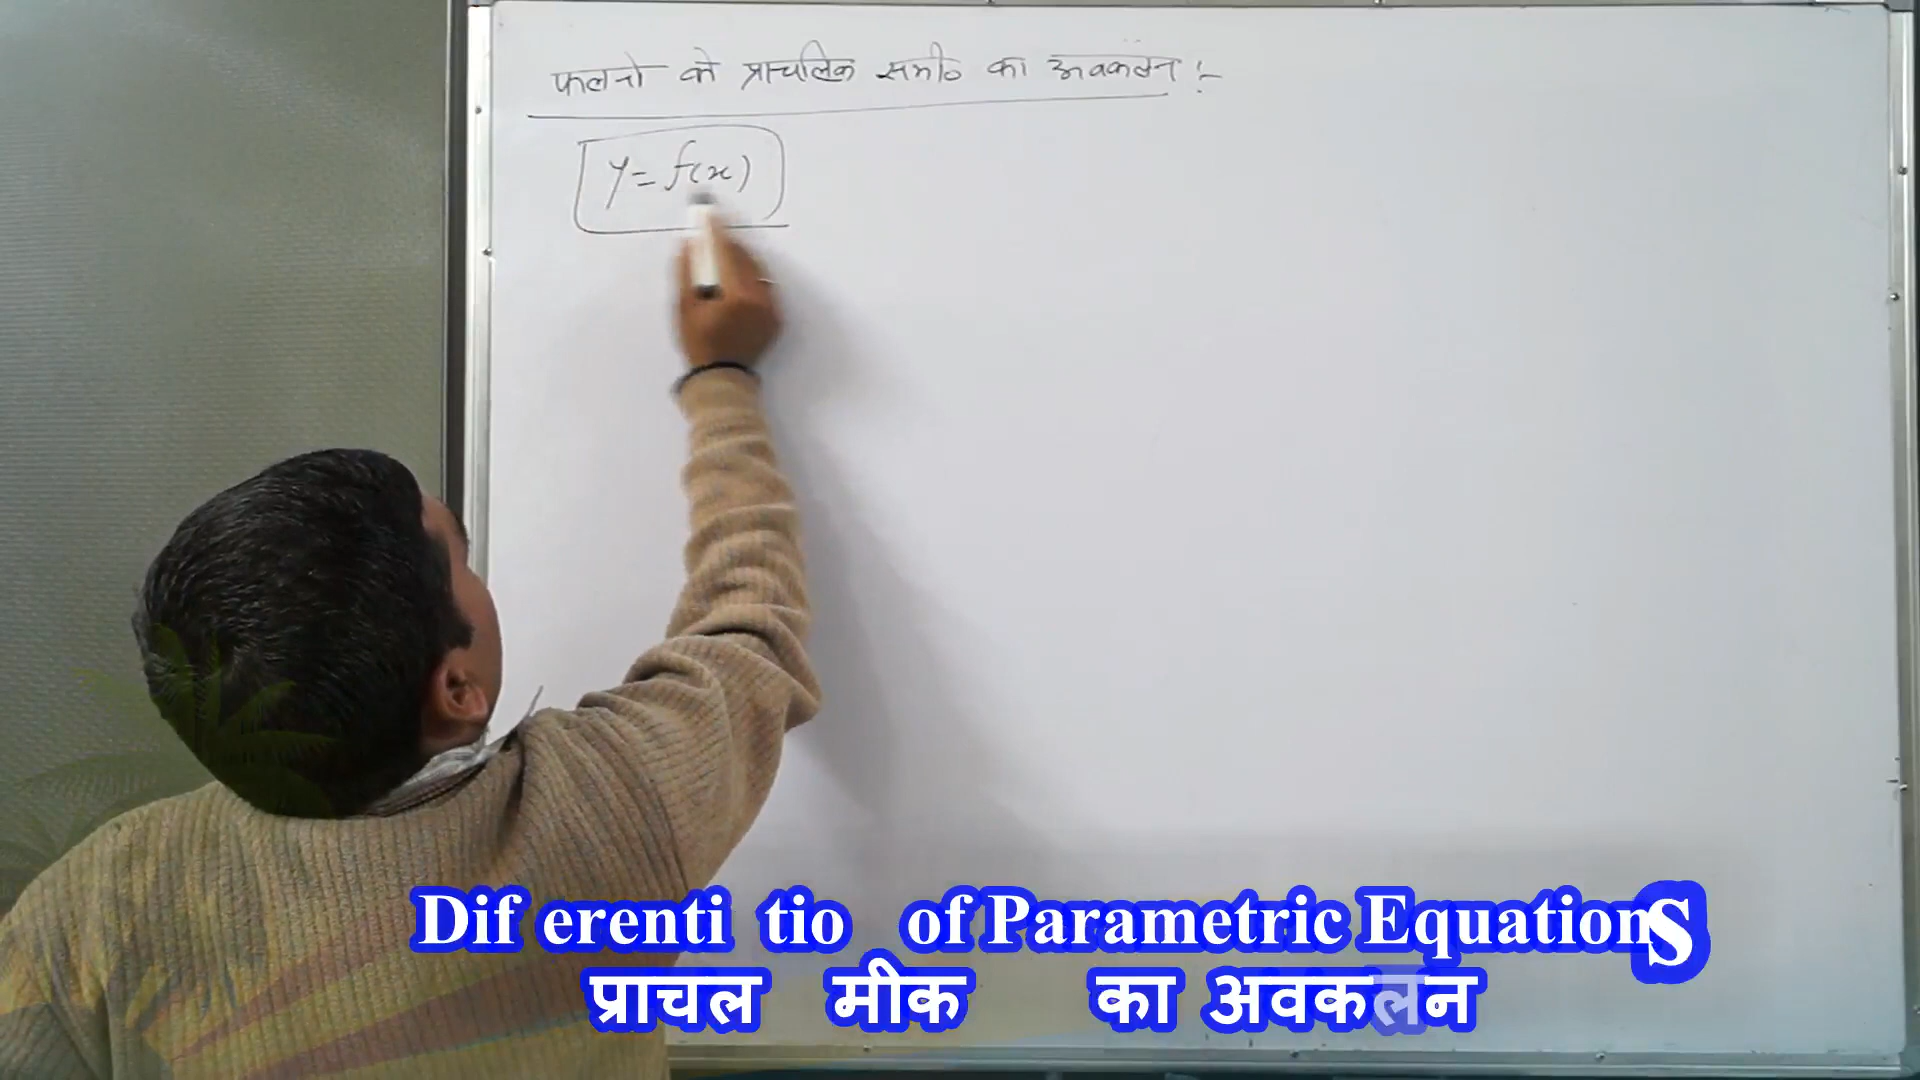 फलनो के प्राचलिक समी० का अवकलन :-
y = f(x)
Dif erenti tio of Parametric Equations
प्राचल मीक का अवकलन